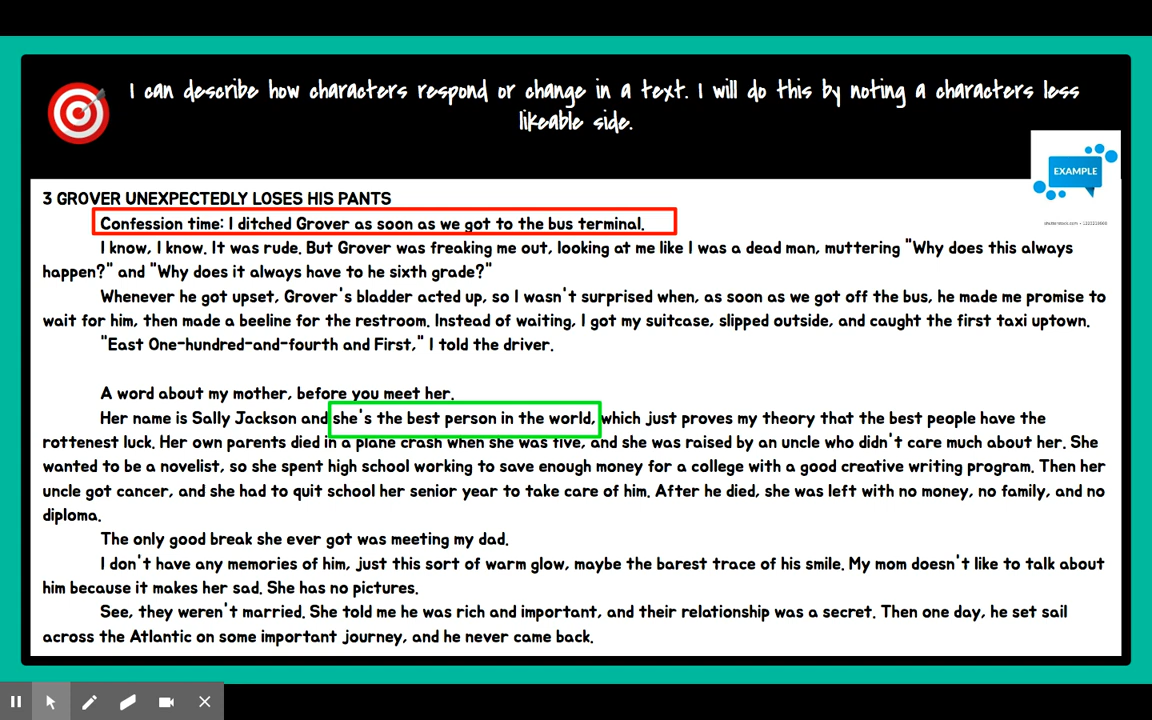 I can describe how characters respond or change in a text. I will do this by noting a characters less
likeable side.
EXAMPLE
3 GROVER UNEXPECTEDLY LOSES HIS PANTS
Confession time: I ditched Grover as soon as we got to the bus terminal.
I know, I know. It was rude. But Grover was freaking me out, looking at me like I was a dead man, muttering "Why does this always
happen?" and "Why does it always have to he sixth grade?"
Whenever he got upset, Grover's bladder acted up, so I wasn't surprised when, as soon as we got off the bus, he made me promise to
wait for him, then made a beeline for the restroom. Instead of waiting, I got my suitcase, slipped outside, and caught the first taxi uptown.
"East One-hundred-and-fourth and First," I told the driver.
A word about my mother, before you meet her.
Her name is Sally Jackson and she's the best person in the world, which just proves my theory that the best people have the
rottenest luck. Her own parents died in a plane crash when she was five, and she was raised by an uncle who didn't care much about her. She
wanted to be a novelist, so she spent high school working to save enough money for a college with a good creative writing program. Then her
uncle got cancer, and she had to quit school her senior year to take care of him. After he died, she was left with no money, no family, and no
diploma.
The only good break she ever got was meeting my dad.
I don't have any memories of him, just this sort of warm glow, maybe the barest trace of his smile. My mom doesn't like to talk about
him because it makes her sad. She has no pictures.
See, they weren't married. She told me he was rich and important, and their relationship was a secret. Then one day, he set sail
across the Atlantic on some important journey, and he never came back.